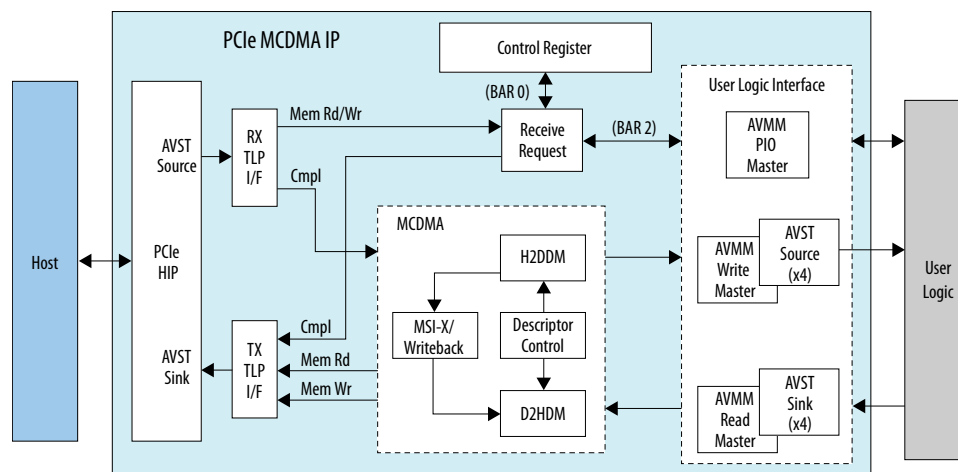 PCIe MCDMA IP
Control Register
(BAR 0)
User Logic Interface
Host
AVST
Source
PCIe
HIP
AVST
Sink
RX
TLP
I/F
Mem Rd/Wr
Cmpl
Receive
Request
(BAR 2)
AVMM
PIO
Master
MCDMA
H2DDM
MSI-X/
Writeback
Descriptor
Control
D2HDM
AVMM
Write
Master
AVST
Source
(x4)
User
Logic
TX
TLP
I/F
Cmpl
Mem Rd
Mem Wr
AVMM
Read
Master
AVST
Sink
(x4)